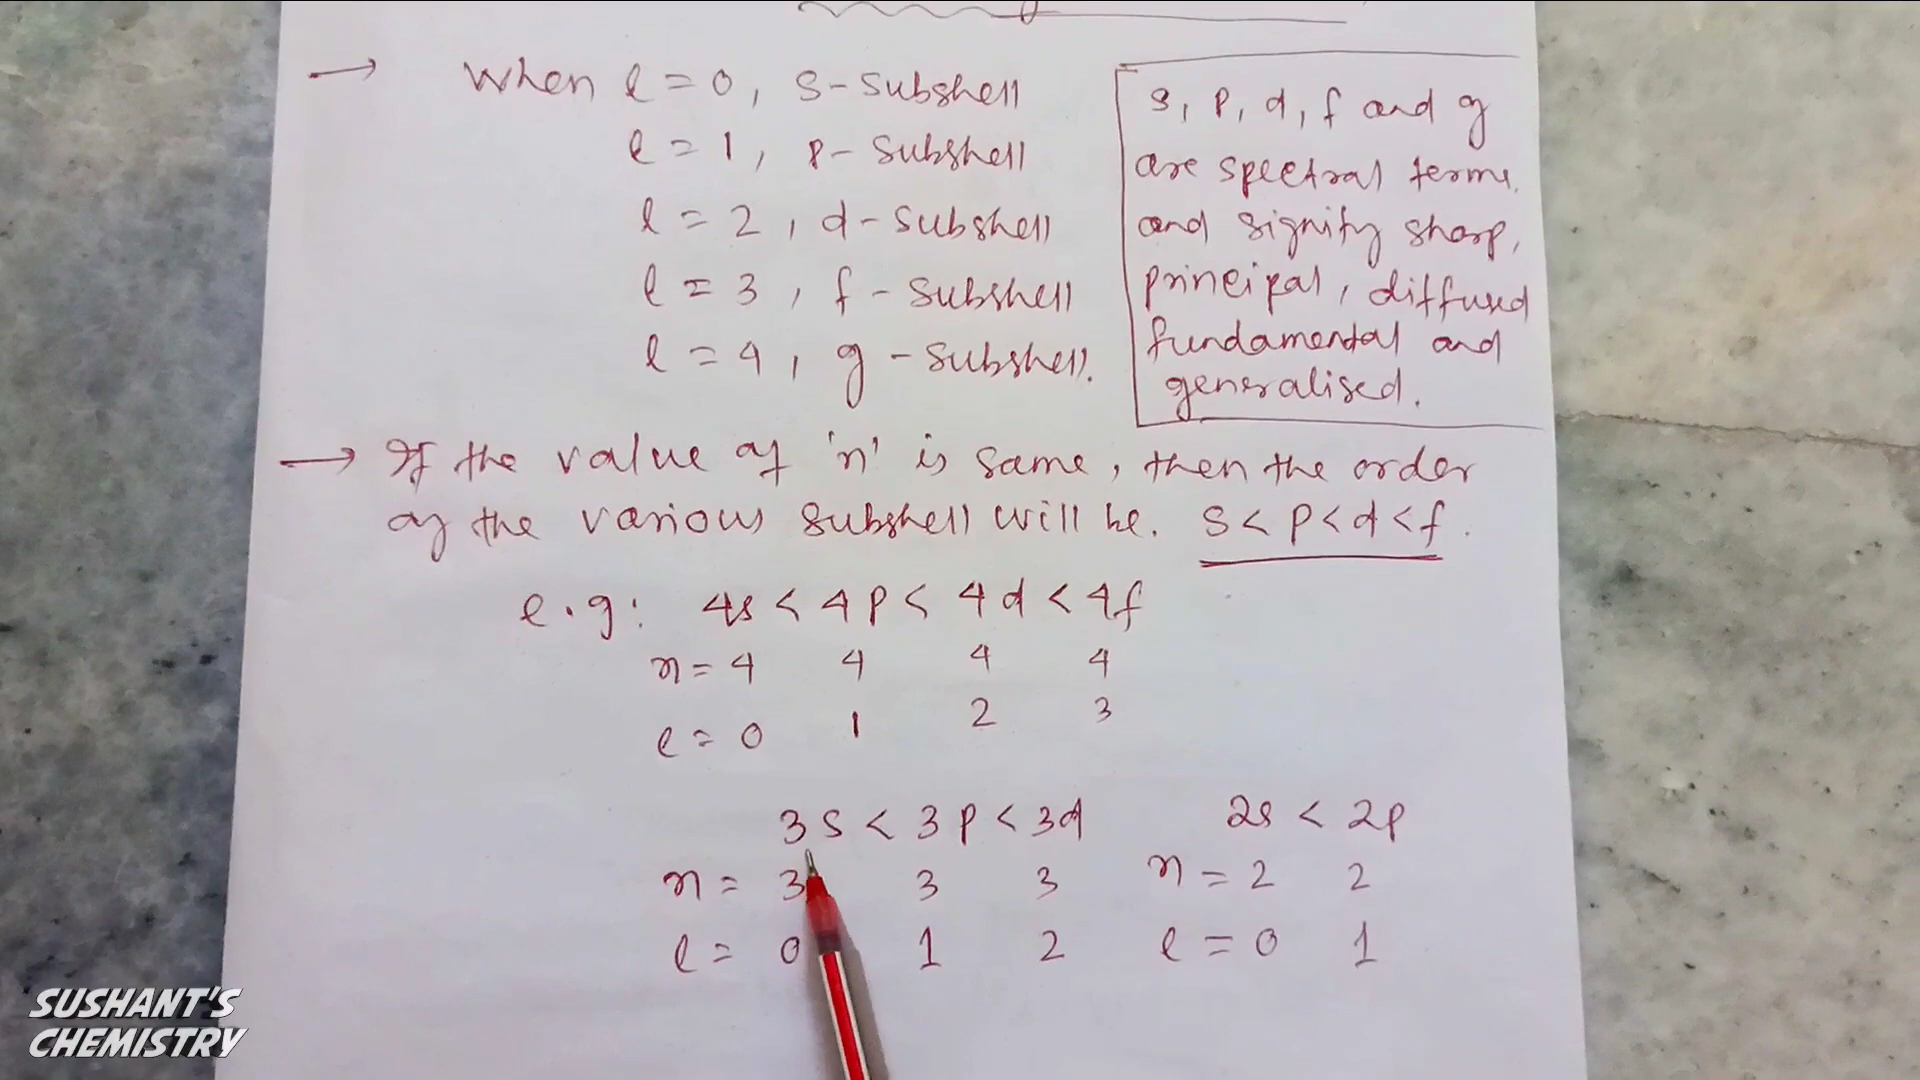 → When l = 0, s-subshell
l = 1, p- subshell
l = 2, d-subshell
l = 3, f-subshell
l = 4, g-subshell.
s, p, d, f and g
are spectral terms.
and signify sharp,
principal, diffused
fundamental and
generalised.
→ If the value of 'n' is same, then the order
of the various subshell will be. s < p < d < f.
e.g: 4s < 4p < 4d < 4f
n = 4 4 4 4
l = 0 1 2 3
3s < 3p < 3d 2s < 2p
n = 3 3 3 n = 2 2
l = 0 1 2 l = 0 1
SUSHANT'S
CHEMISTRY